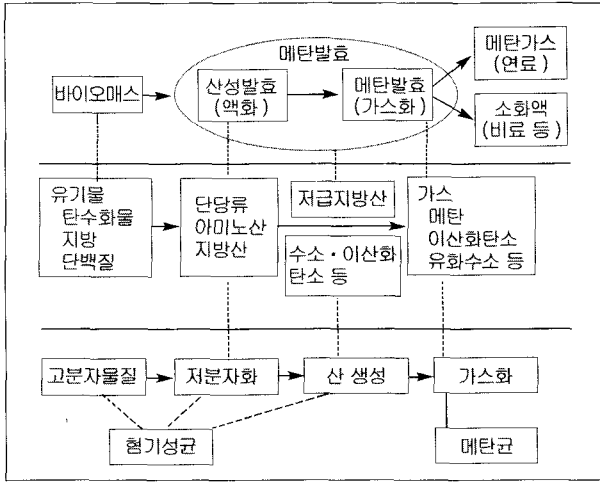 메탄발효
바이오매스
산성발효
(액화)
메탄발효
(가스화)
메탄가스
(연료)
소화액
(비료 등)
유기물
탄수화물
지방
단백질
단당류
아미노산
지방산
저급지방산
수소・이산화
탄소 등
가스
메탄
이산화탄소
유화수소 등
고분자물질
저분자화
산 생성
가스화
혐기성균
메탄균